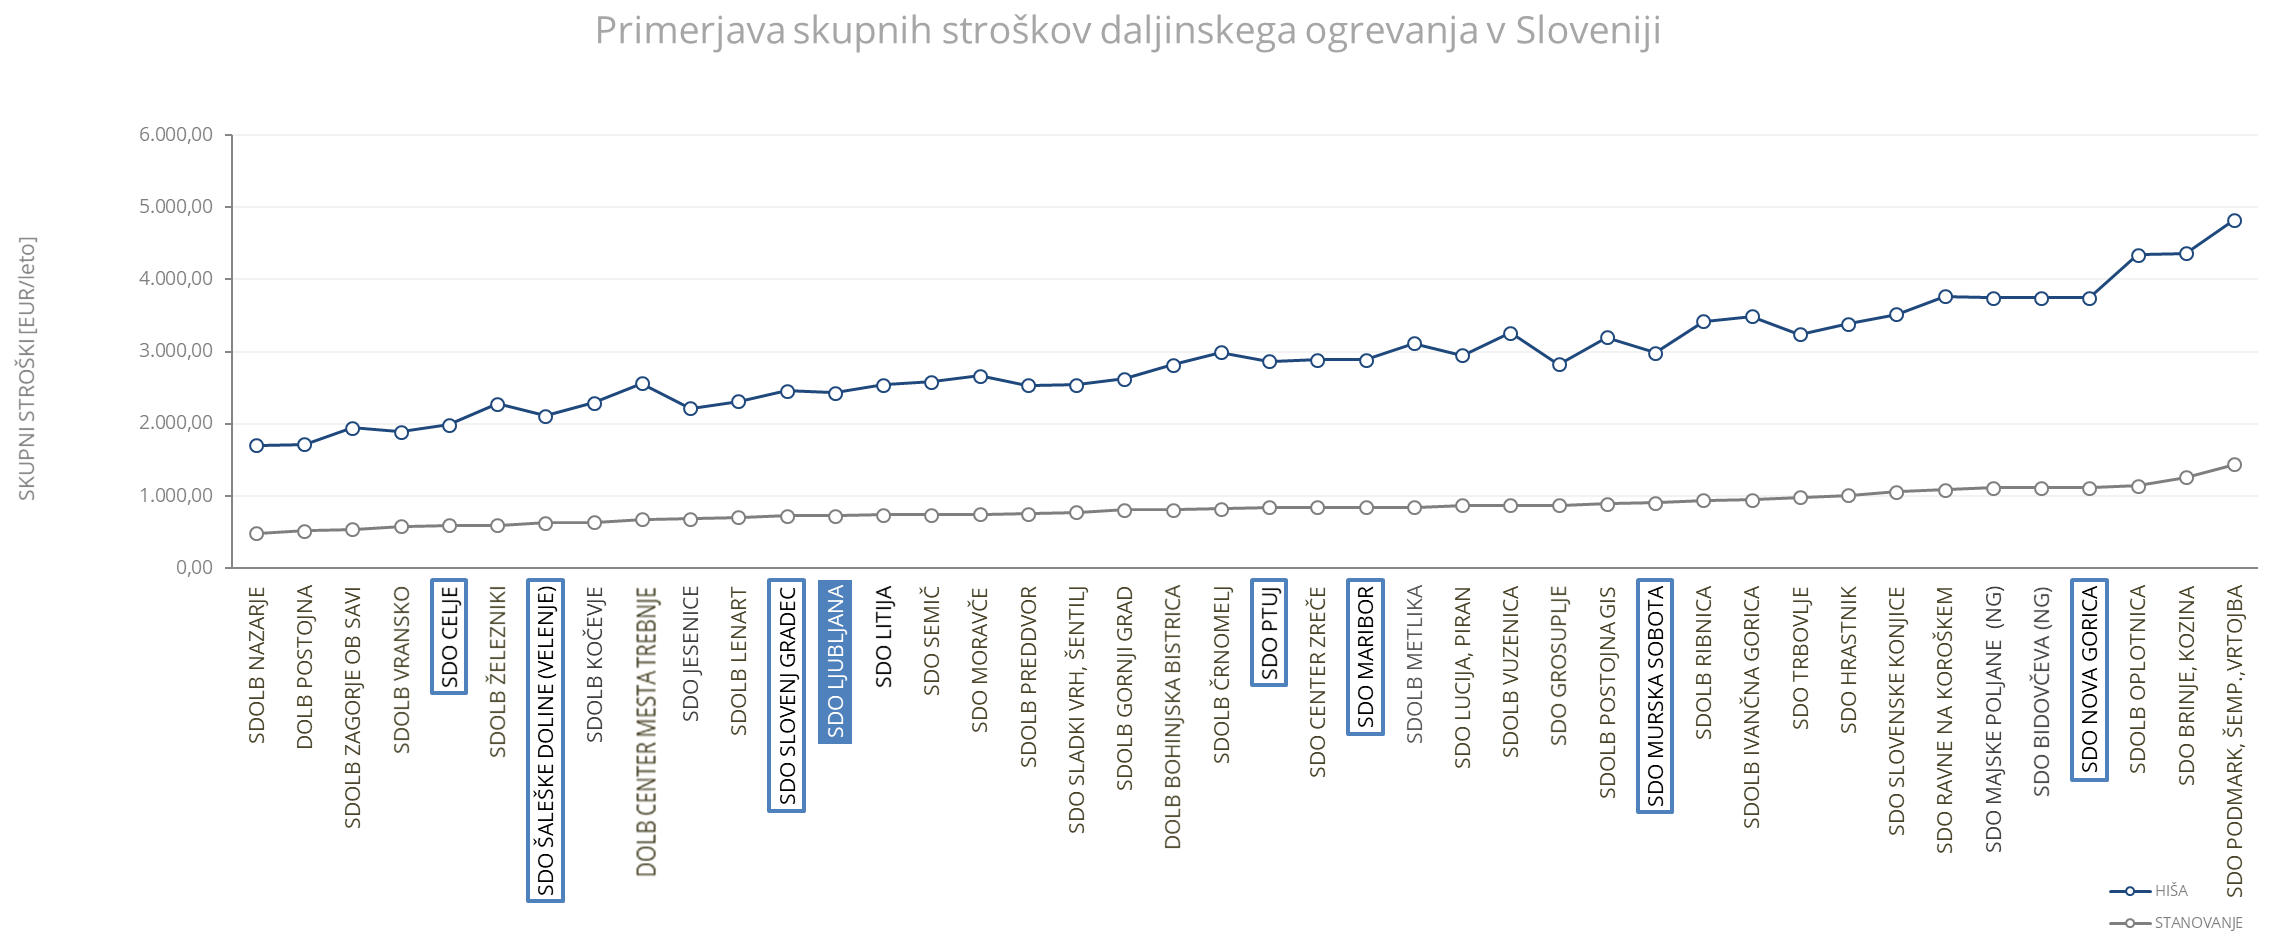 Primerjava skupnih stroškov daljinskega ogrevanja v Sloveniji
SKUPNI STROŠKI [EUR/leto]
6.000,00
5.000,00
4.000,00
3.000,00
2.000,00
1.000,00
0,00
SDOLB NAZARJE
DOLB POSTOJNA
SDOLB ZAGORJE OB SAVI
SDOLB VRANSKO
SDO CELJE
SDOLB ŽELEZNIKI
SDO ŠALEŠKE DOLINE (VELENJE)
SDOLB KOČEVJE
DOLB CENTER MESTA TREBNJE
SDO JESENICE
SDOLB LENART
SDO SLOVENJ GRADEC
SDO LJUBLJANA
SDO LITIJA
SDO SEMIČ
SDO MORAVČE
SDOLB PREDDVOR
SDO SLADKI VRH, ŠENTILJ
SDOLB GORNJI GRAD
DOLB BOHINJSKA BISTRICA
SDOLB ČRNOMELJ
SDO PTUJ
SDO CENTER ZREČE
SDO MARIBOR
SDOLB METLIKA
SDO LUCIJA, PIRAN
SDOLB VUZENICA
SDO GROSUPLJE
SDOLB POSTOJNA GIS
SDO MURSKA SOBOTA
SDOLB RIBNICA
SDOLB IVANČNA GORICA
SDO TRBOVLJE
SDO HRASTNIK
SDO SLOVENSKE KONJICE
SDO RAVNE NA KOROŠKEM
SDO MAJSKE POLJANE (NG)
SDO BIDOVČEVA (NG)
SDO NOVA GORICA
SDOLB OPLOTNICA
SDO BRINJE, KOZINA
SDO PODMARK, ŠEMP.,VRTOJBA
HIŠA
STANOVANJE